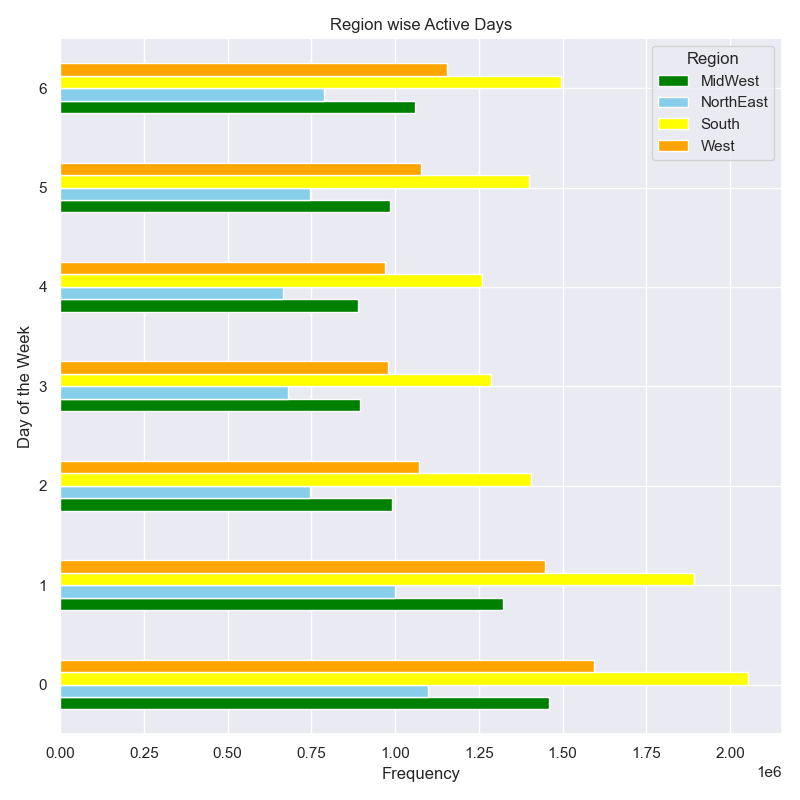 Region wise Active Days
Region
MidWest
NorthEast
South
West
Day of the Week
6
5
4
3
2
1
0
0.00 0.25 0.50 0.75 1.00 1.25 1.50 1.75 2.00
1e6
Frequency